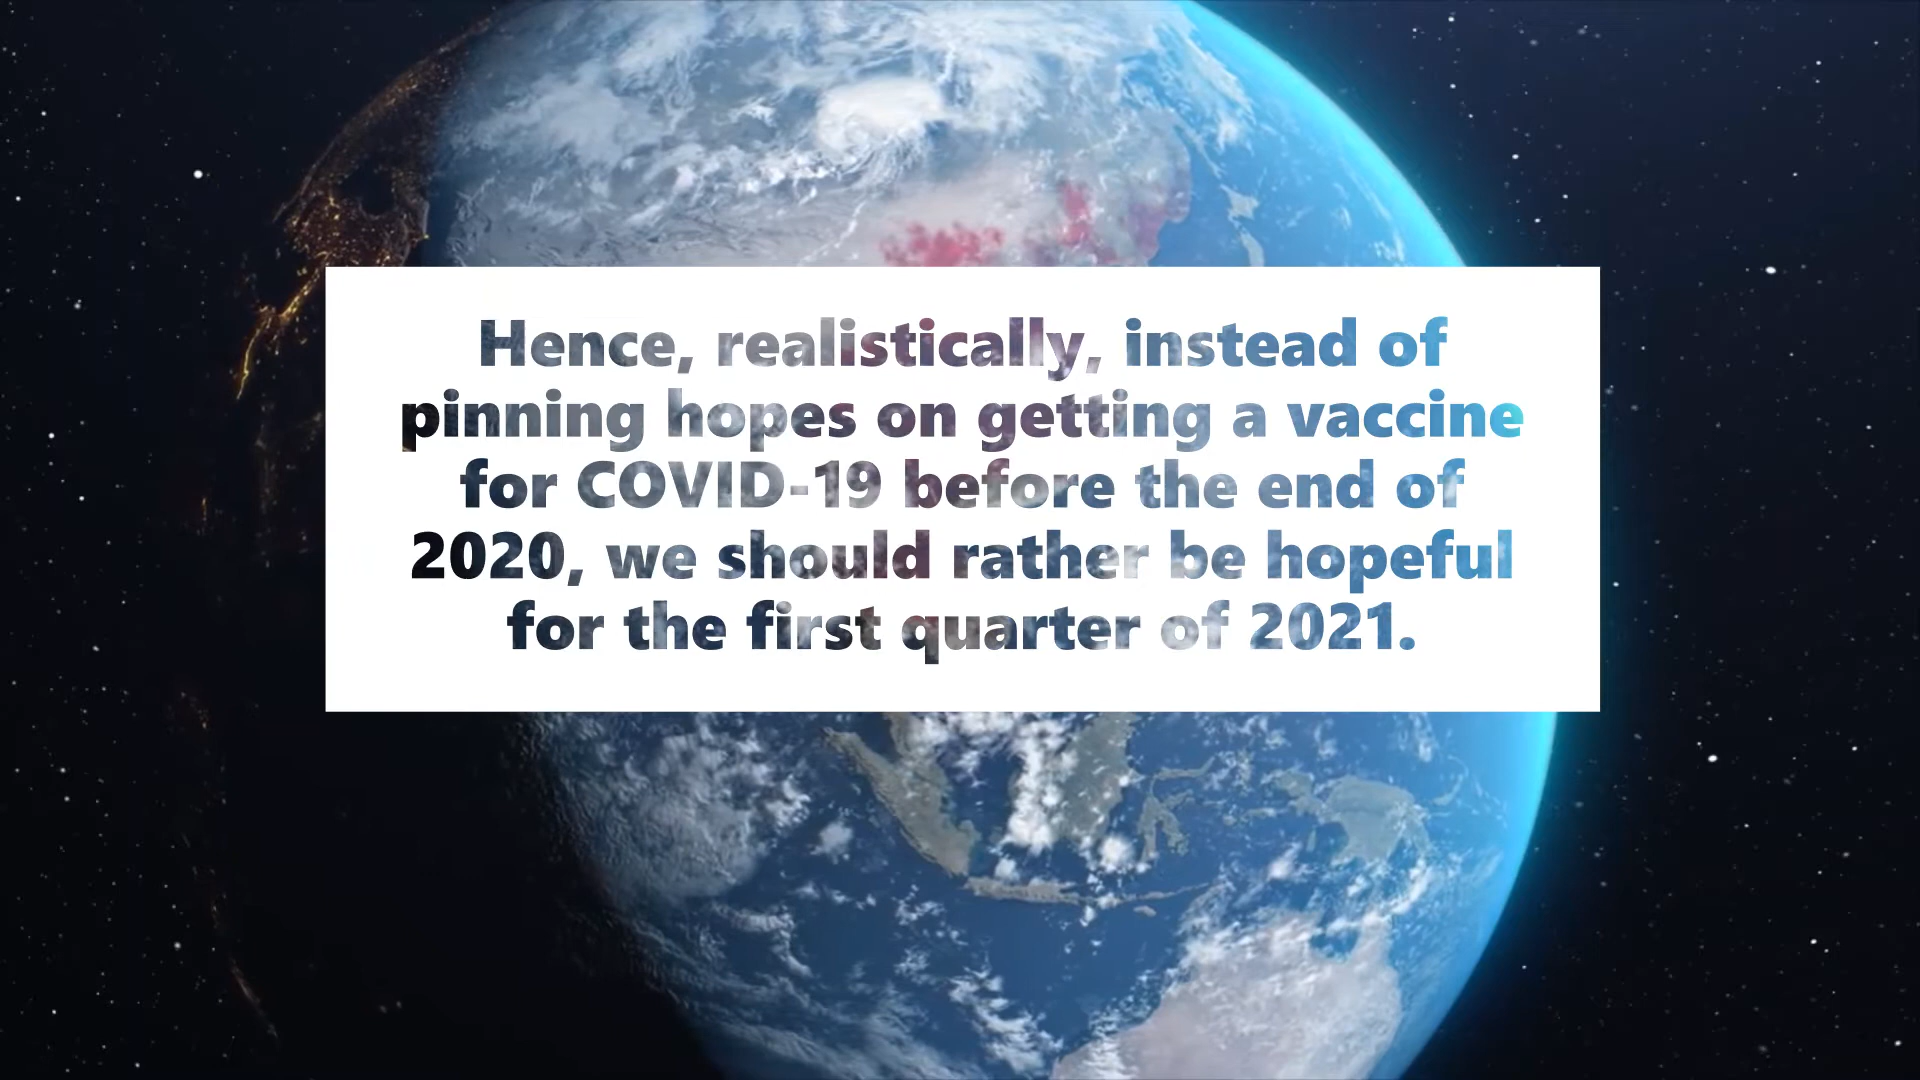 Hence, realistically, instead of
pinning hopes on getting a vaccine
for COVID-19 before the end of
2020, we should rather be hopeful
for the first quarter of 2021.